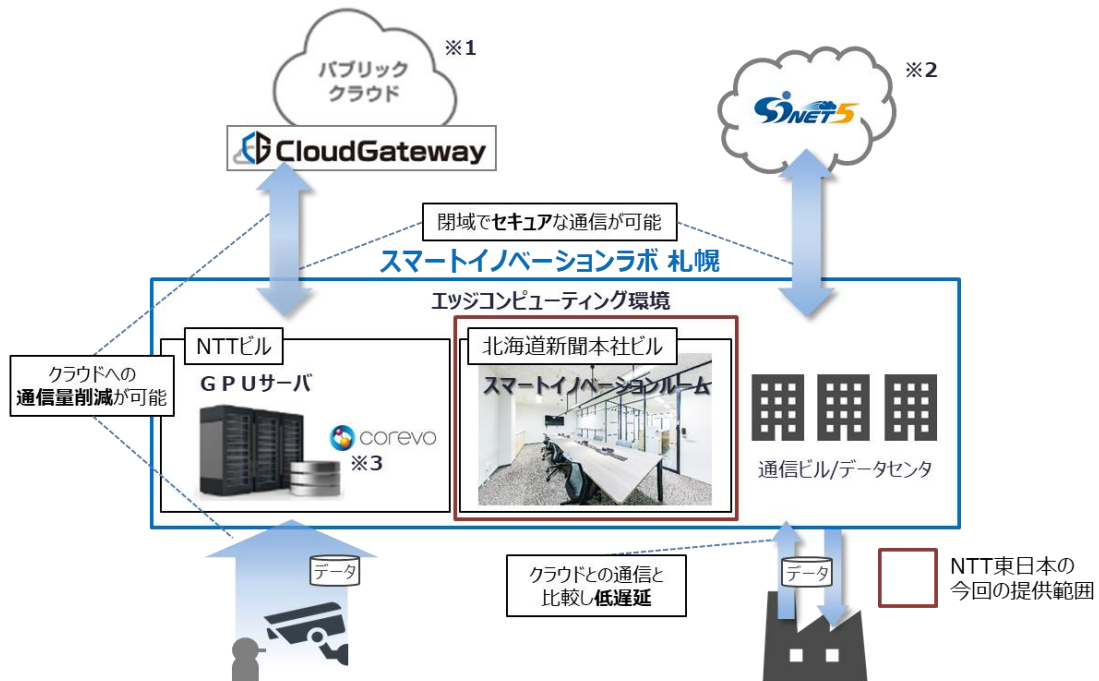 パブリック
クラウド
※1
CloudGateway
※2
SINET5
閉域でセキュアな通信が可能
スマートイノベーションラボ 札幌
エッジコンピューティング環境
NTTビル
GPUサーバ
corevo
※3
北海道新聞本社ビル
スマートイノベーションルーム
通信ビル/データセンタ
クラウドへの
通信量削減が可能
データ
クラウドとの通信と
比較し低遅延
データ
NTT東日本の
今回の提供範囲